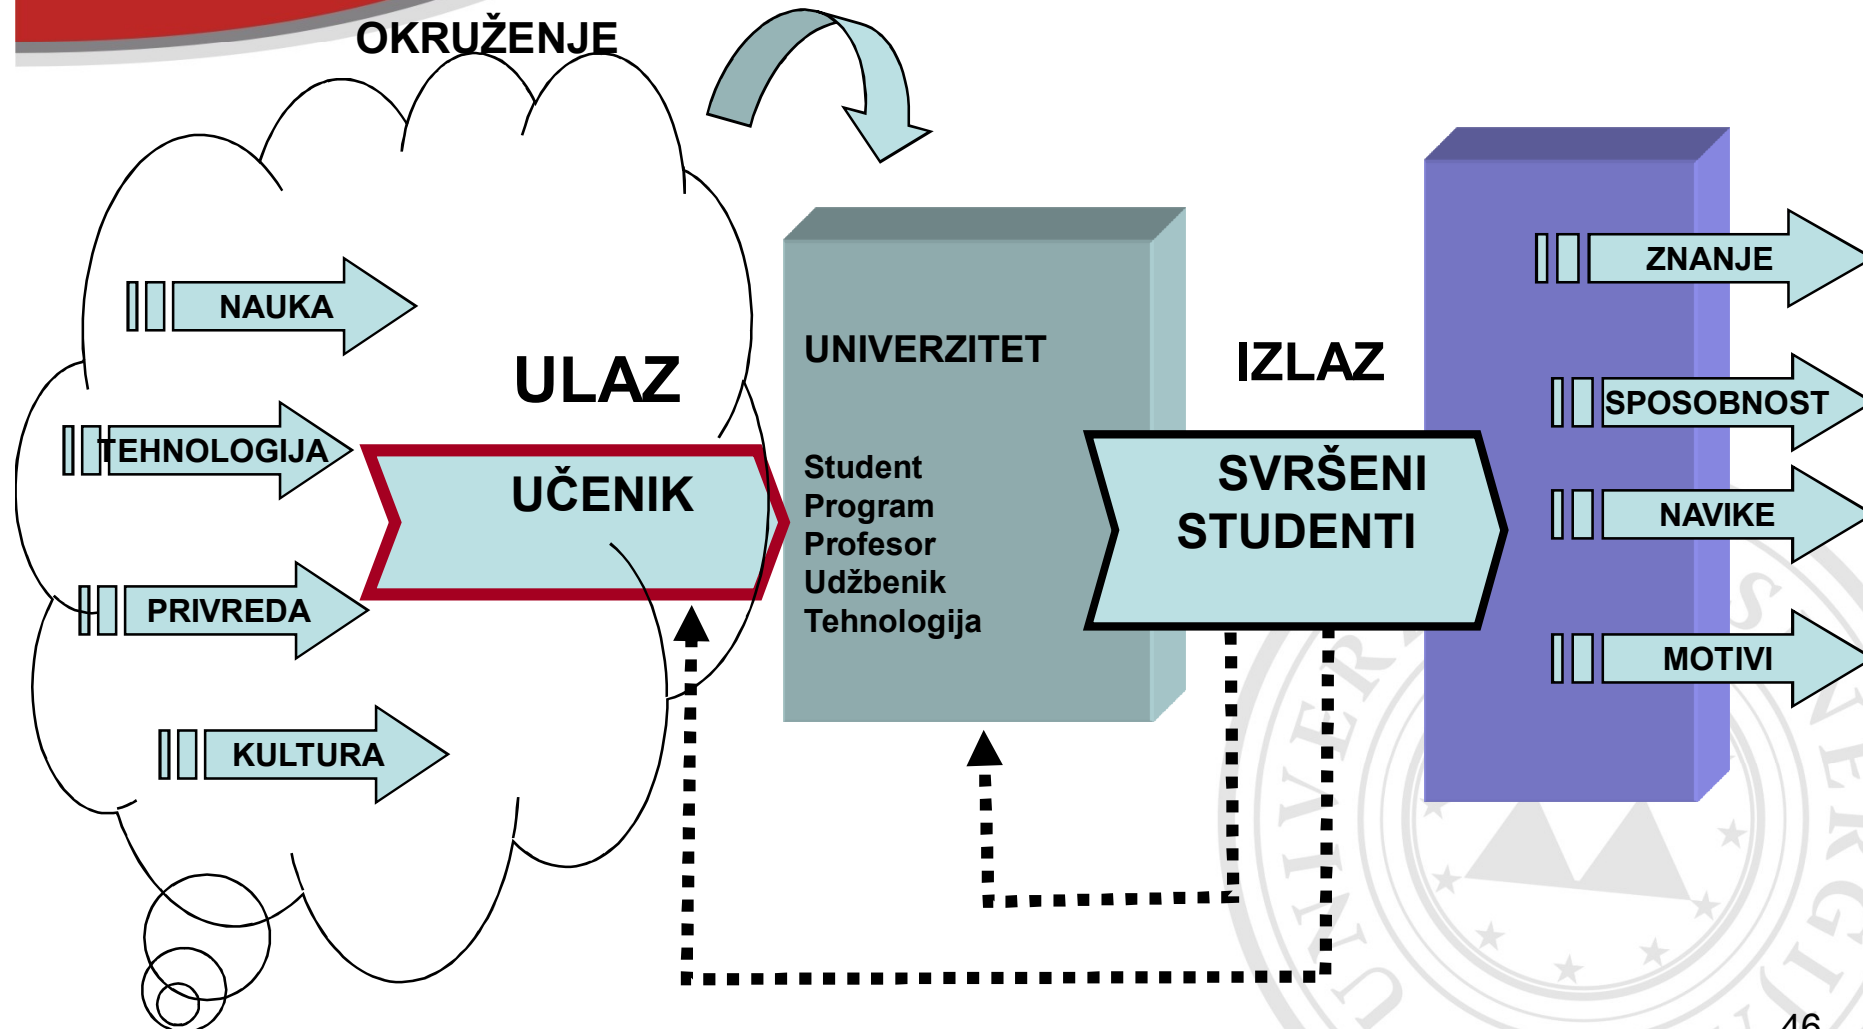 OKRUŽENJE
NAUKA
TEHNOLOGIJA
PRIVREDA
KULTURA
ULAZ
UČENIK
UNIVERZITET
Student
Program
Profesor
Udžbenik
Tehnologija
IZLAZ
SVRŠENI
STUDENTI
ZNANJE
SPOSOBNOST
NAVIKE
MOTIVI
46